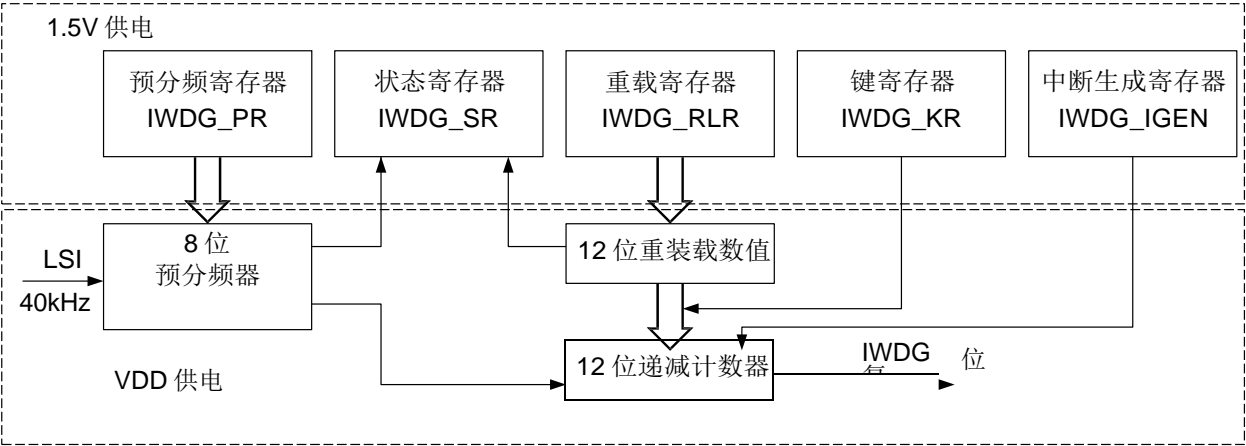 1.5V 供电
预分频寄存器
IWDG_PR
状态寄存器
IWDG_SR
重载寄存器
IWDG_RLR
键寄存器
IWDG_KR
中断生成寄存器
IWDG_IGEN
LSI
40kHz
8 位
预分频器
12 位重装载数值
12 位递减计数器
IWDG
位
VDD 供电